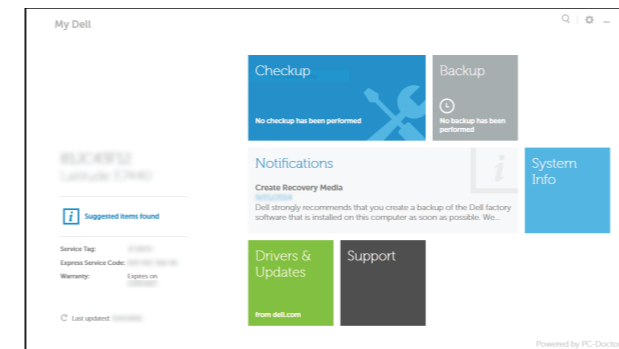 My Dell
Checkup
No checkup has been performed
Backup
No backup has been
performed
Notifications
Create Recovery Media
Dell strongly recommends that you create a backup of the Dell factory
software that is installed on this computer as soon as possible. We...
System
Info
i
Suggested items found
Service Tag:
Express Service Code:
Warranty:
Expires on
Last updated:
Drivers &
Updates
from dell.com
Support
Powered by PC-Doctor